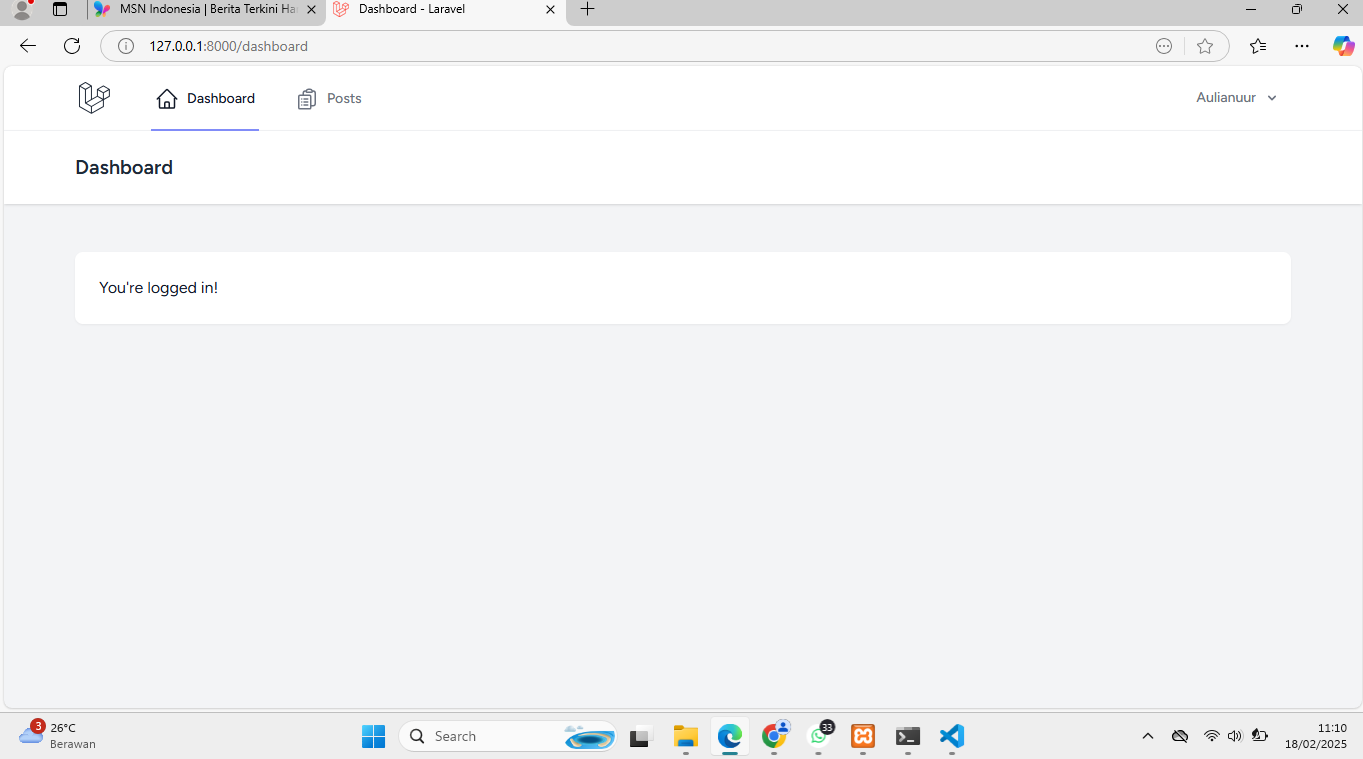 MSN Indonesia | Berita Terkini Ha
Dashboard - Laravel
127.0.0.1:8000/dashboard
Dashboard
Posts
Aulianuur
Dashboard
You're logged in!
3
26°C
Berawan
Search
33
11:10
18/02/2025